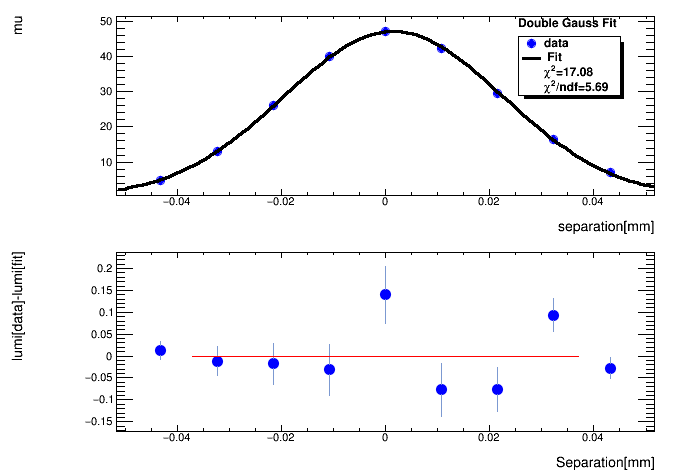 mu
Double Gauss Fit
data
Fit
χ²=17.08
χ²/ndf=5.69
50
40
30
20
10
−0.04 −0.02 0 0.02 0.04
separation[mm]
lumi[data]-lumi[fit]
0.2
0.15
0.1
0.05
0
−0.05
−0.1
−0.15
−0.04 −0.02 0 0.02 0.04
Separation[mm]